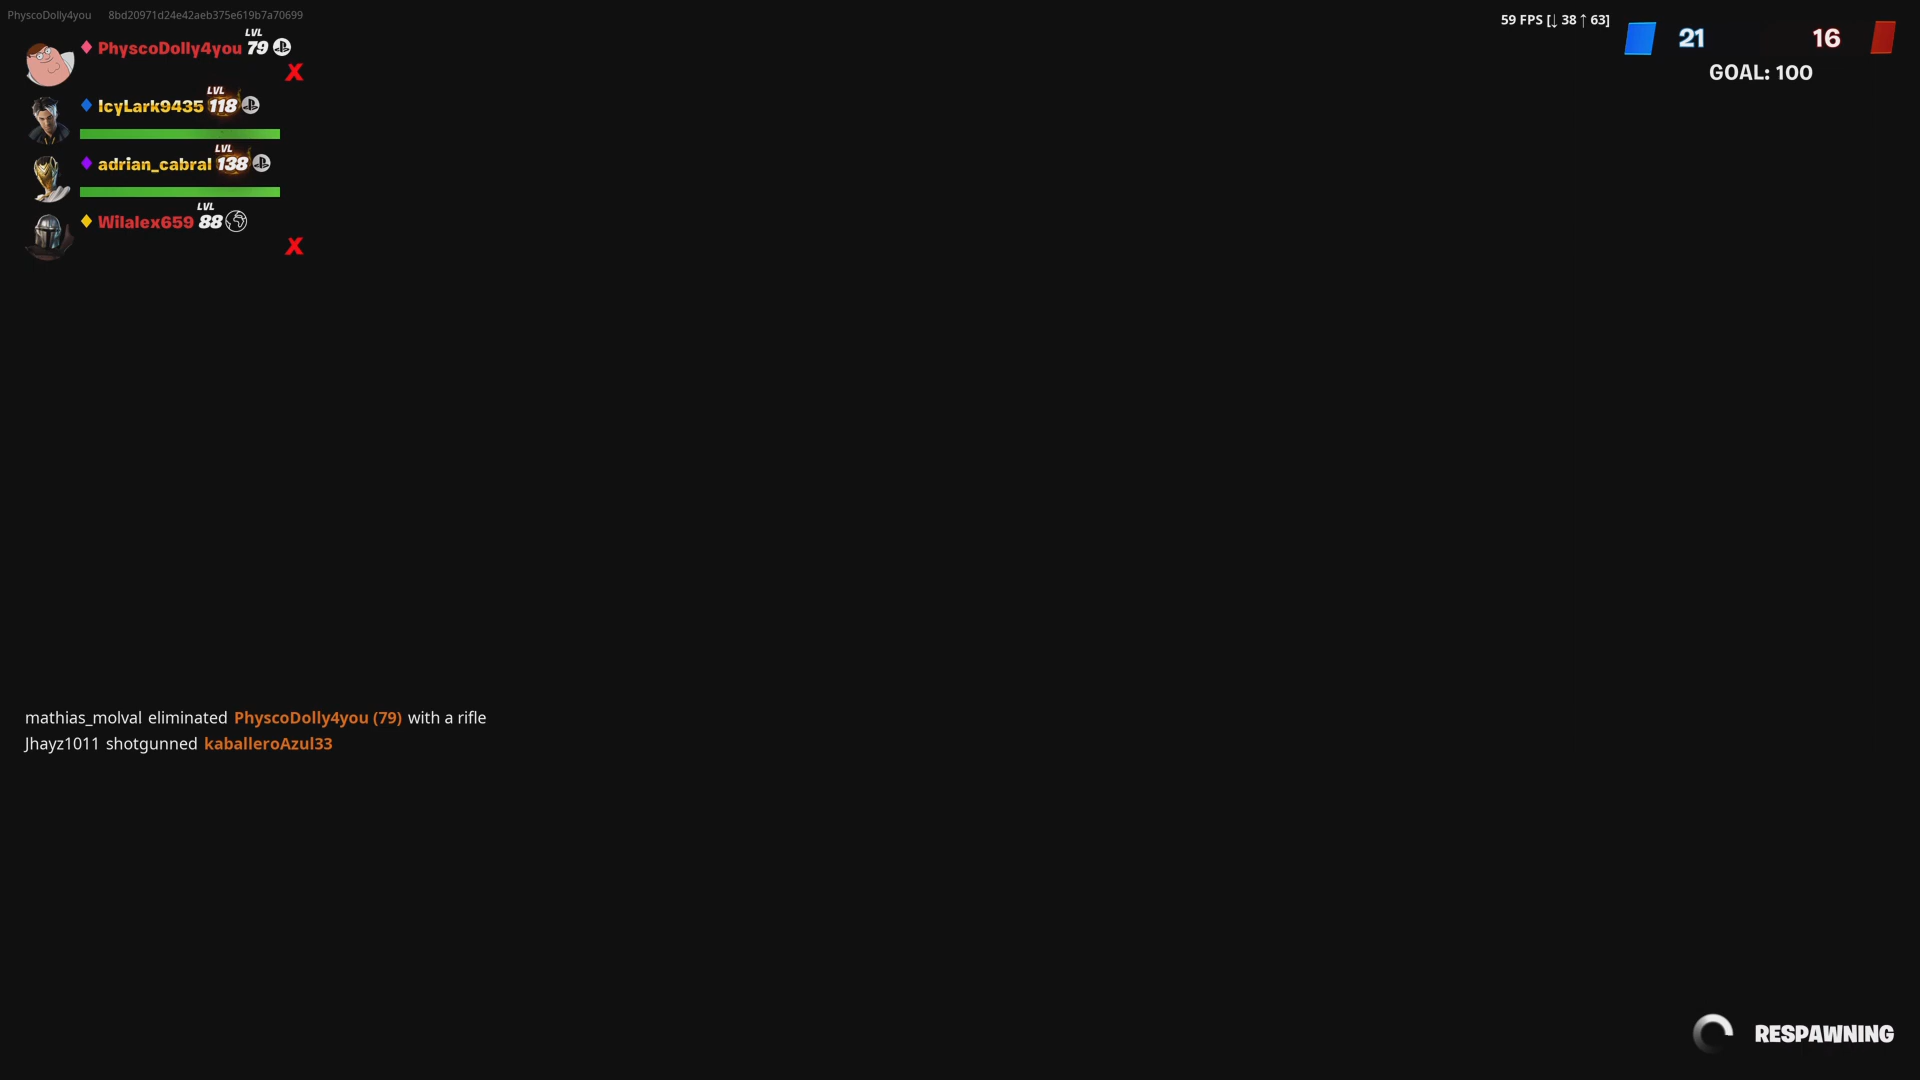 PhyscoDolly4you 8bd20971d24e42aeb375e619b7a70699
59 FPS [↓ 38 ↑ 63]
21 16
GOAL: 100
LVL
PhyscoDolly4you 79
X
LVL
IcyLark9435 118
LVL
adrian_cabral 138
LVL
Wilalex659 88
X
mathias_molval eliminated PhyscoDolly4you (79) with a rifle
Jhayz1011 shotgunned kaballeroAzul33
RESPAWNING